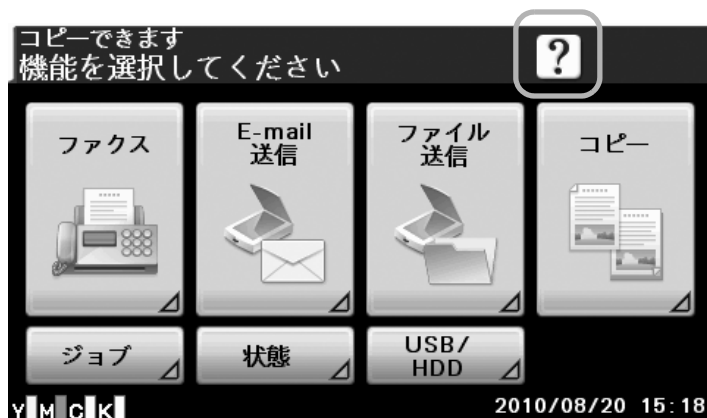 コピーできます
機能を選択してください
?
ファクス
E-mail
送信
ファイル
送信
コピー
ジョブ
状態
USB/
HDD
Y M C K
2010/08/20 15:18